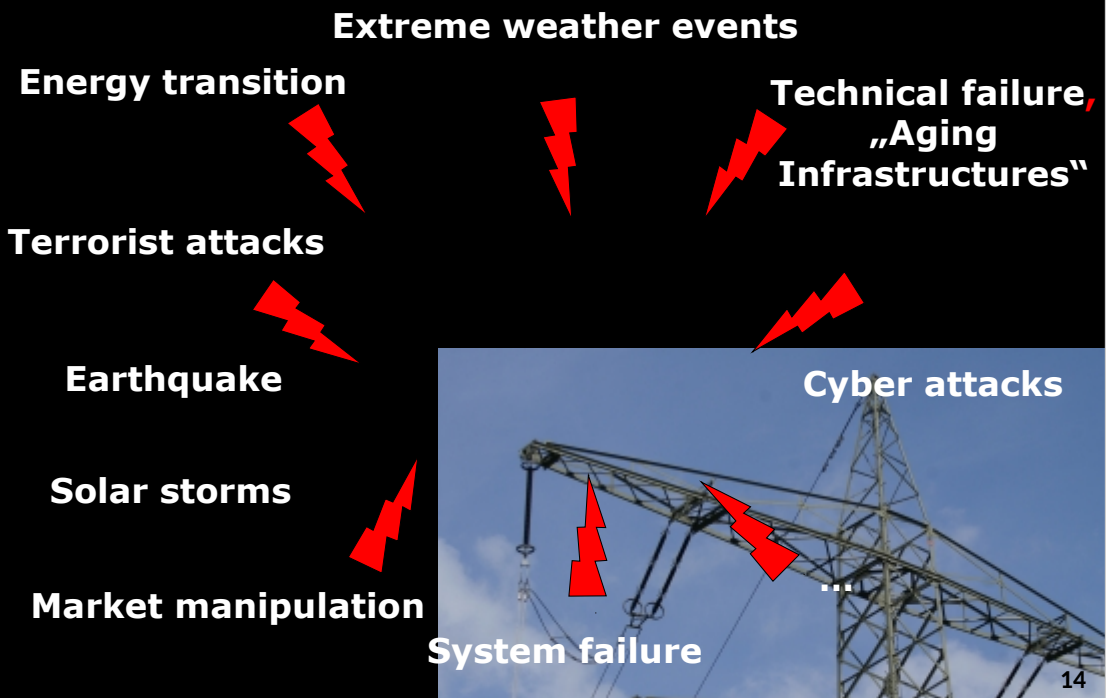 Extreme weather events
Energy transition
Technical failure,
„Aging
Infrastructures“
Terrorist attacks
Earthquake
Cyber attacks
Solar storms
...
Market manipulation
System failure
14